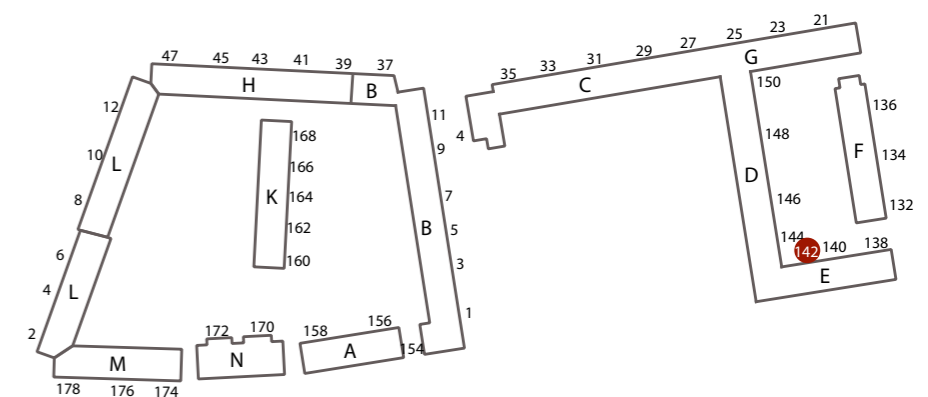 47 45 43 41 39 37
H B
12
10 L
8
6
4 L
2
M
178 176 174
168
166
K 164
162
160
172 170
N
158 156
A 154
11
9
7
B 5
3
1
35 33 31 29 27 25 23 21
C G
4
150
148
D
146
144
142 140 138
E
136
F 134
132